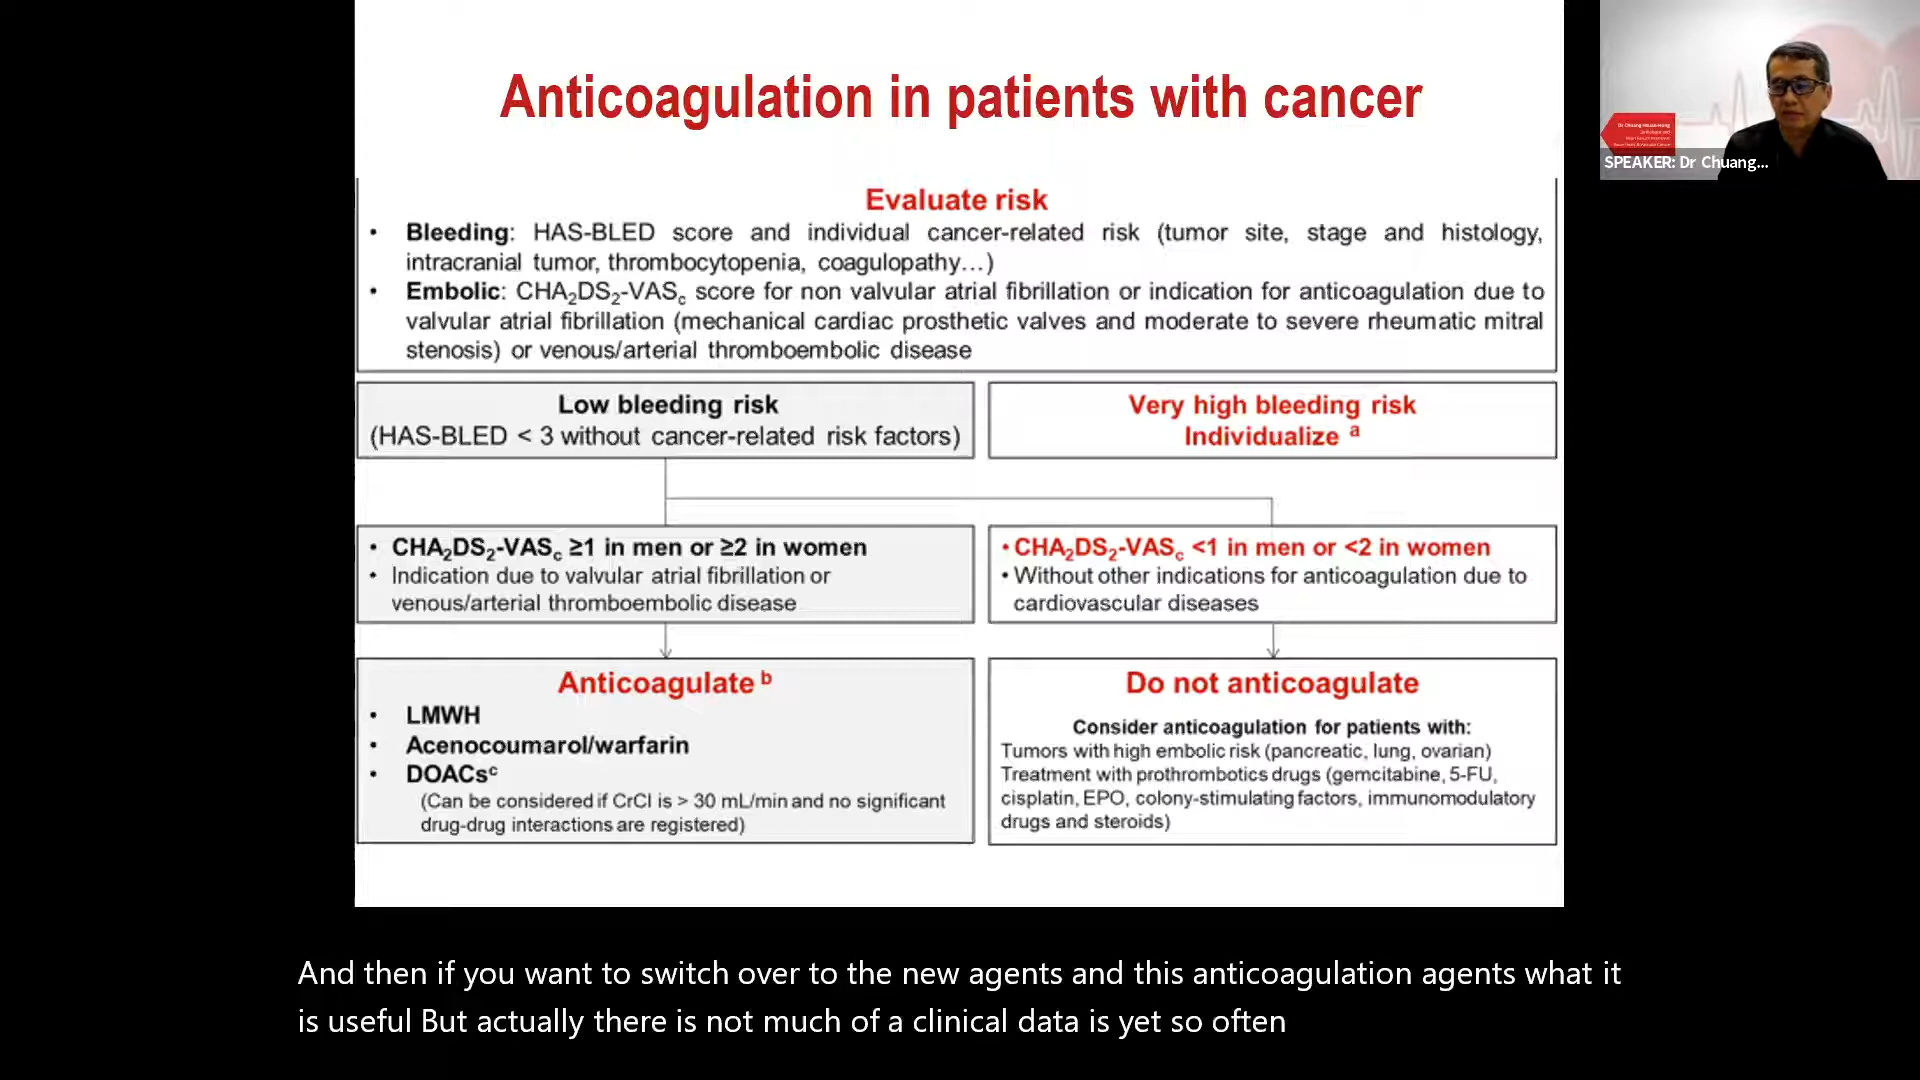 Anticoagulation in patients with cancer
Dr Chuang Hsuan-Hung
SPEAKER: Dr Chuang...
Evaluate risk
• Bleeding: HAS-BLED score and individual cancer-related risk (tumor site, stage and histology,
intracranial tumor, thrombocytopenia, coagulopathy…)
• Embolic: CHA₂DS₂-VASc score for non valvular atrial fibrillation or indication for anticoagulation due to
valvular atrial fibrillation (mechanical cardiac prosthetic valves and moderate to severe rheumatic mitral
stenosis) or venous/arterial thromboembolic disease
Low bleeding risk
(HAS-BLED < 3 without cancer-related risk factors)
Very high bleeding risk
Individualize ᵃ
• CHA₂DS₂-VASc ≥1 in men or ≥2 in women
• Indication due to valvular atrial fibrillation or
venous/arterial thromboembolic disease
• CHA₂DS₂-VASc <1 in men or <2 in women
• Without other indications for anticoagulation due to
cardiovascular diseases
Anticoagulate ᵇ
• LMWH
• Acenocoumarol/warfarin
• DOACsᶜ
(Can be considered if CrCl is > 30 mL/min and no significant
drug-drug interactions are registered)
Do not anticoagulate
Consider anticoagulation for patients with:
Tumors with high embolic risk (pancreatic, lung, ovarian)
Treatment with prothrombotics drugs (gemcitabine, 5-FU,
cisplatin, EPO, colony-stimulating factors, immunomodulatory
drugs and steroids)
And then if you want to switch over to the new agents and this anticoagulation agents what it
is useful But actually there is not much of a clinical data is yet so often